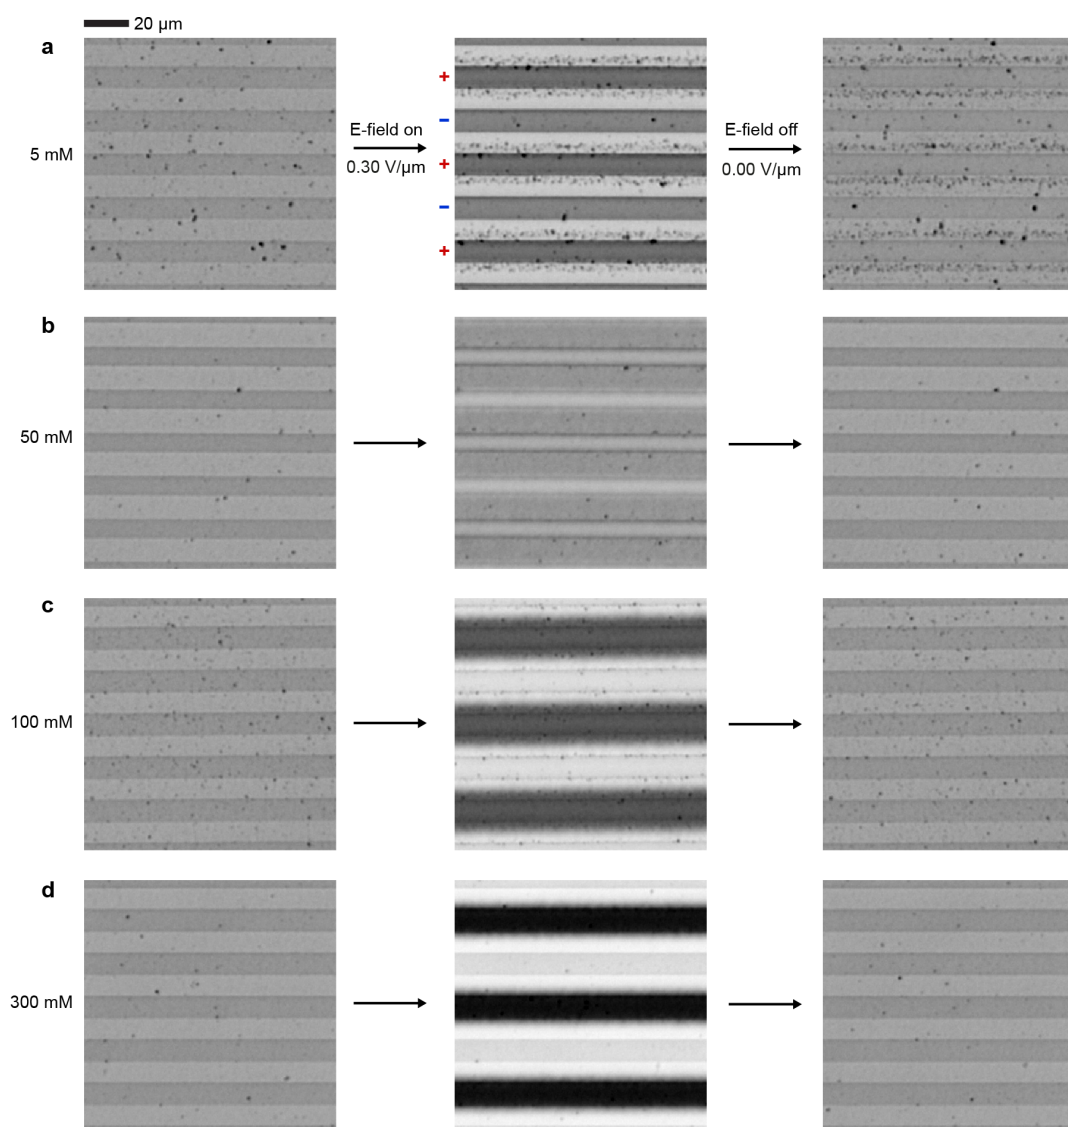 20 µm
a
5 mM
+
−
+
−
+
E-field on
0.30 V/µm
E-field off
0.00 V/µm
b
50 mM
c
100 mM
d
300 mM